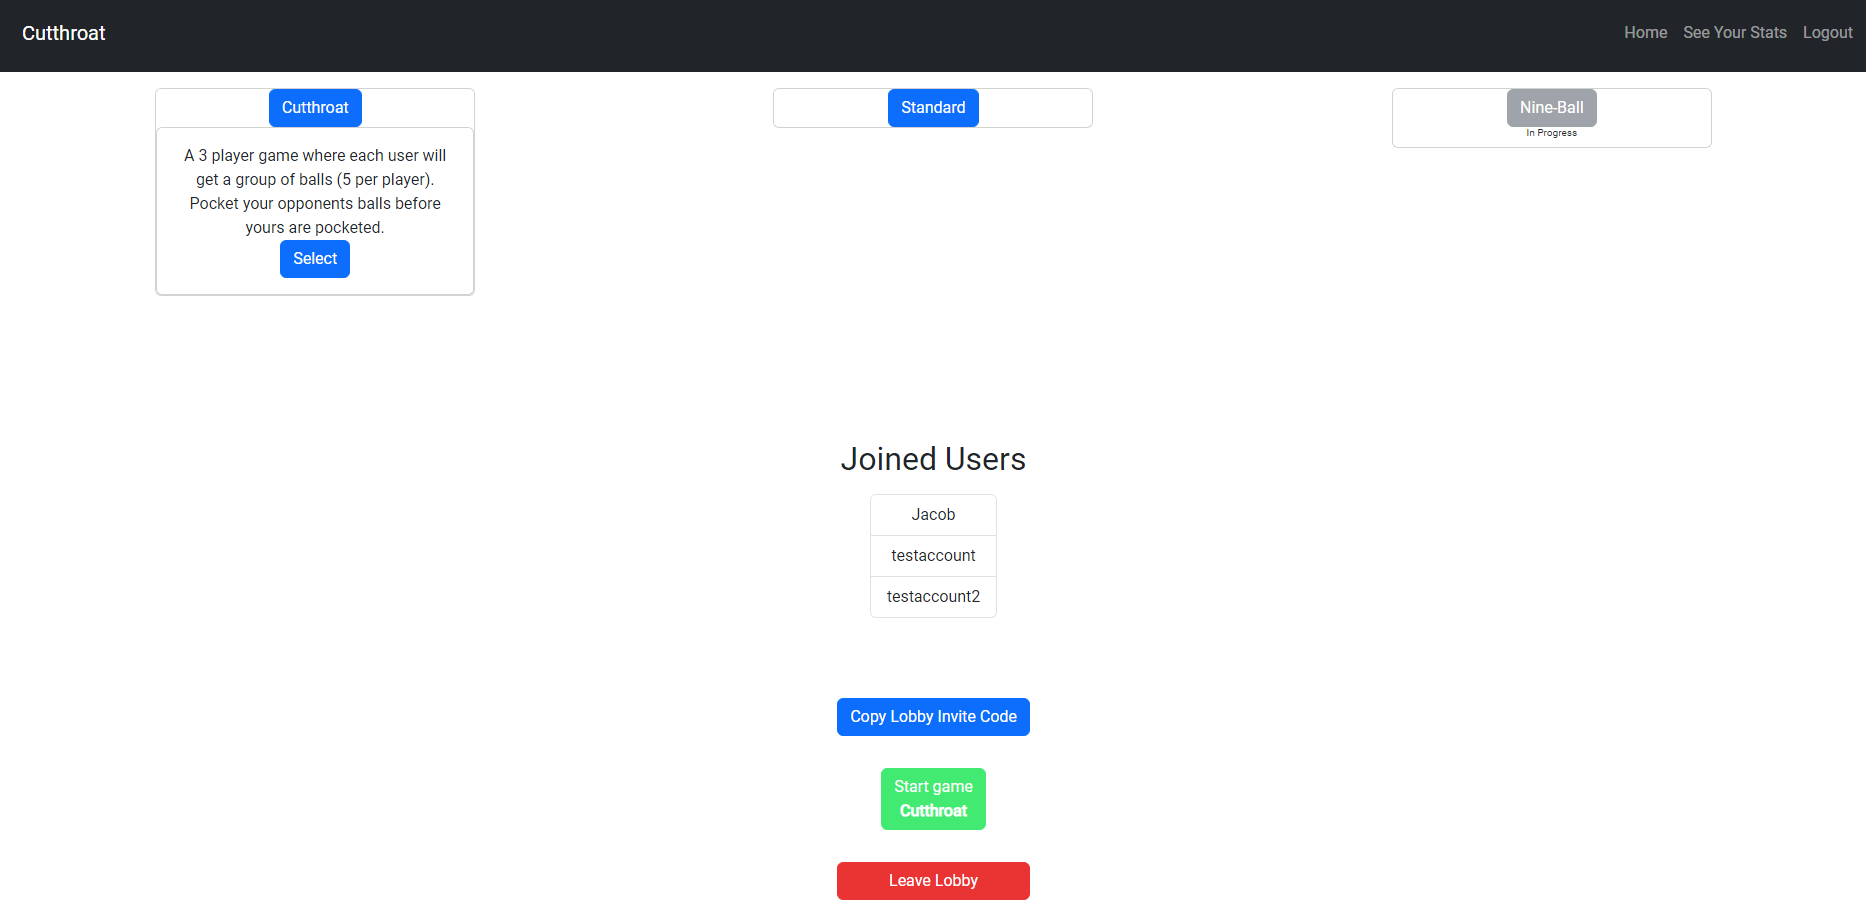 Cutthroat
Home See Your Stats Logout
Cutthroat
A 3 player game where each user will
get a group of balls (5 per player).
Pocket your opponents balls before
yours are pocketed.
Select
Standard
Nine-Ball
In Progress
Joined Users
Jacob
testaccount
testaccount2
Copy Lobby Invite Code
Start game
Cutthroat
Leave Lobby